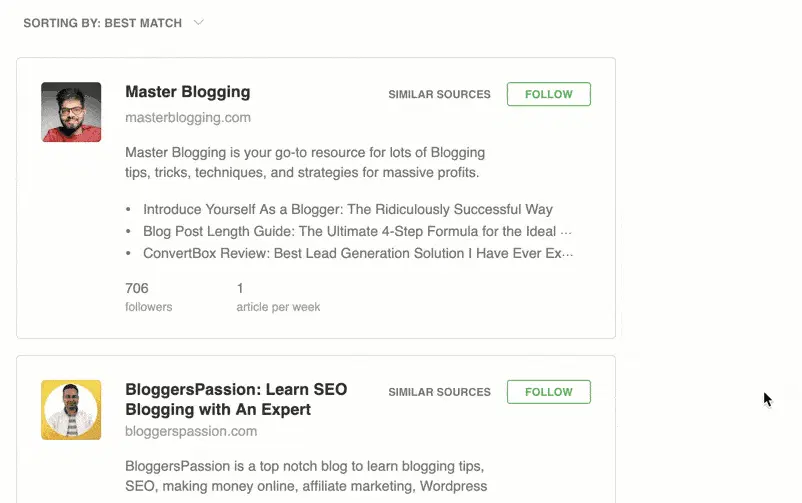 SORTING BY: BEST MATCH
Master Blogging
SIMILAR SOURCES
FOLLOW
masterblogging.com
Master Blogging is your go-to resource for lots of Blogging
tips, tricks, techniques, and strategies for massive profits.
• Introduce Yourself As a Blogger: The Ridiculously Successful Way
• Blog Post Length Guide: The Ultimate 4-Step Formula for the Ideal ···
• ConvertBox Review: Best Lead Generation Solution I Have Ever Ex···
706
1
followers
article per week
BloggersPassion: Learn SEO
Blogging with An Expert
SIMILAR SOURCES
FOLLOW
bloggerspassion.com
BloggersPassion is a top notch blog to learn blogging tips,
SEO, making money online, affiliate marketing, Wordpress